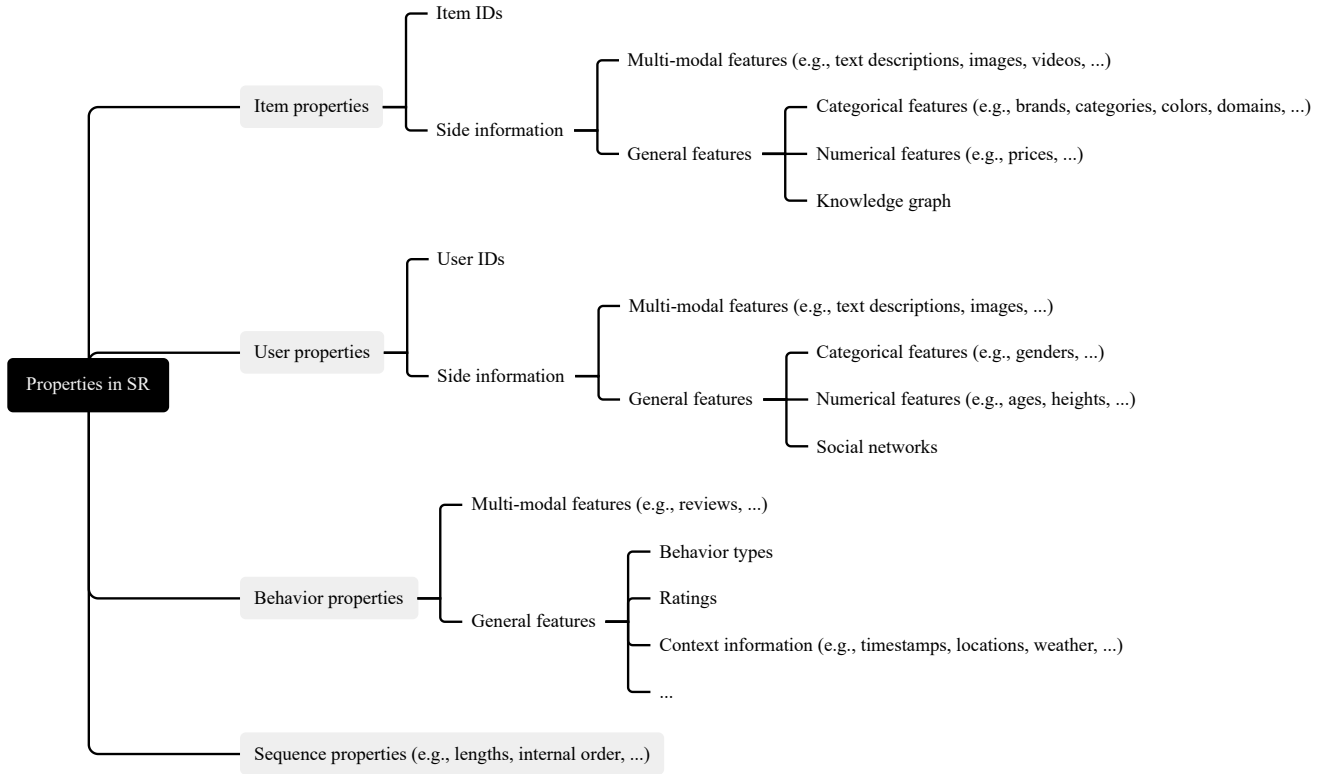 Properties in SR
Item properties
Item IDs
Side information
Multi-modal features (e.g., text descriptions, images, videos, ...)
General features
Categorical features (e.g., brands, categories, colors, domains, ...)
Numerical features (e.g., prices, ...)
Knowledge graph
User properties
User IDs
Side information
Multi-modal features (e.g., text descriptions, images, ...)
General features
Categorical features (e.g., genders, ...)
Numerical features (e.g., ages, heights, ...)
Social networks
Behavior properties
Multi-modal features (e.g., reviews, ...)
General features
Behavior types
Ratings
Context information (e.g., timestamps, locations, weather, ...)
...
Sequence properties (e.g., lengths, internal order, ...)